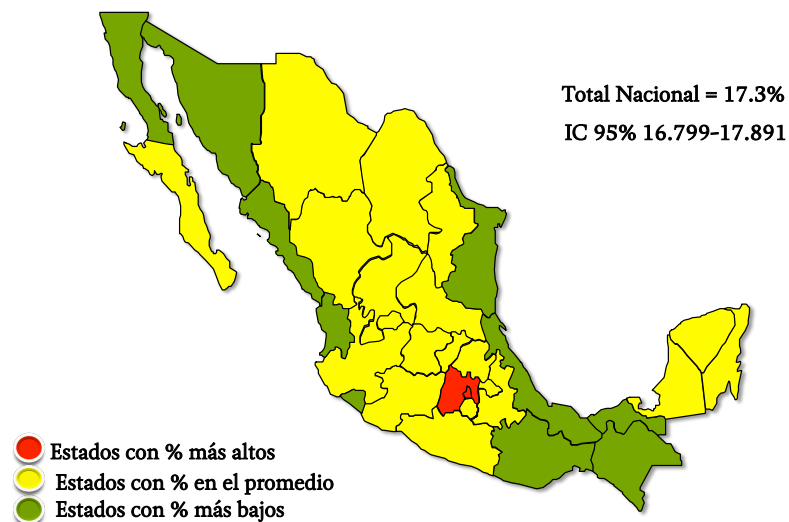 Total Nacional = 17.3%
IC 95% 16.799-17.891
Estados con % más altos
Estados con % en el promedio
Estados con % más bajos